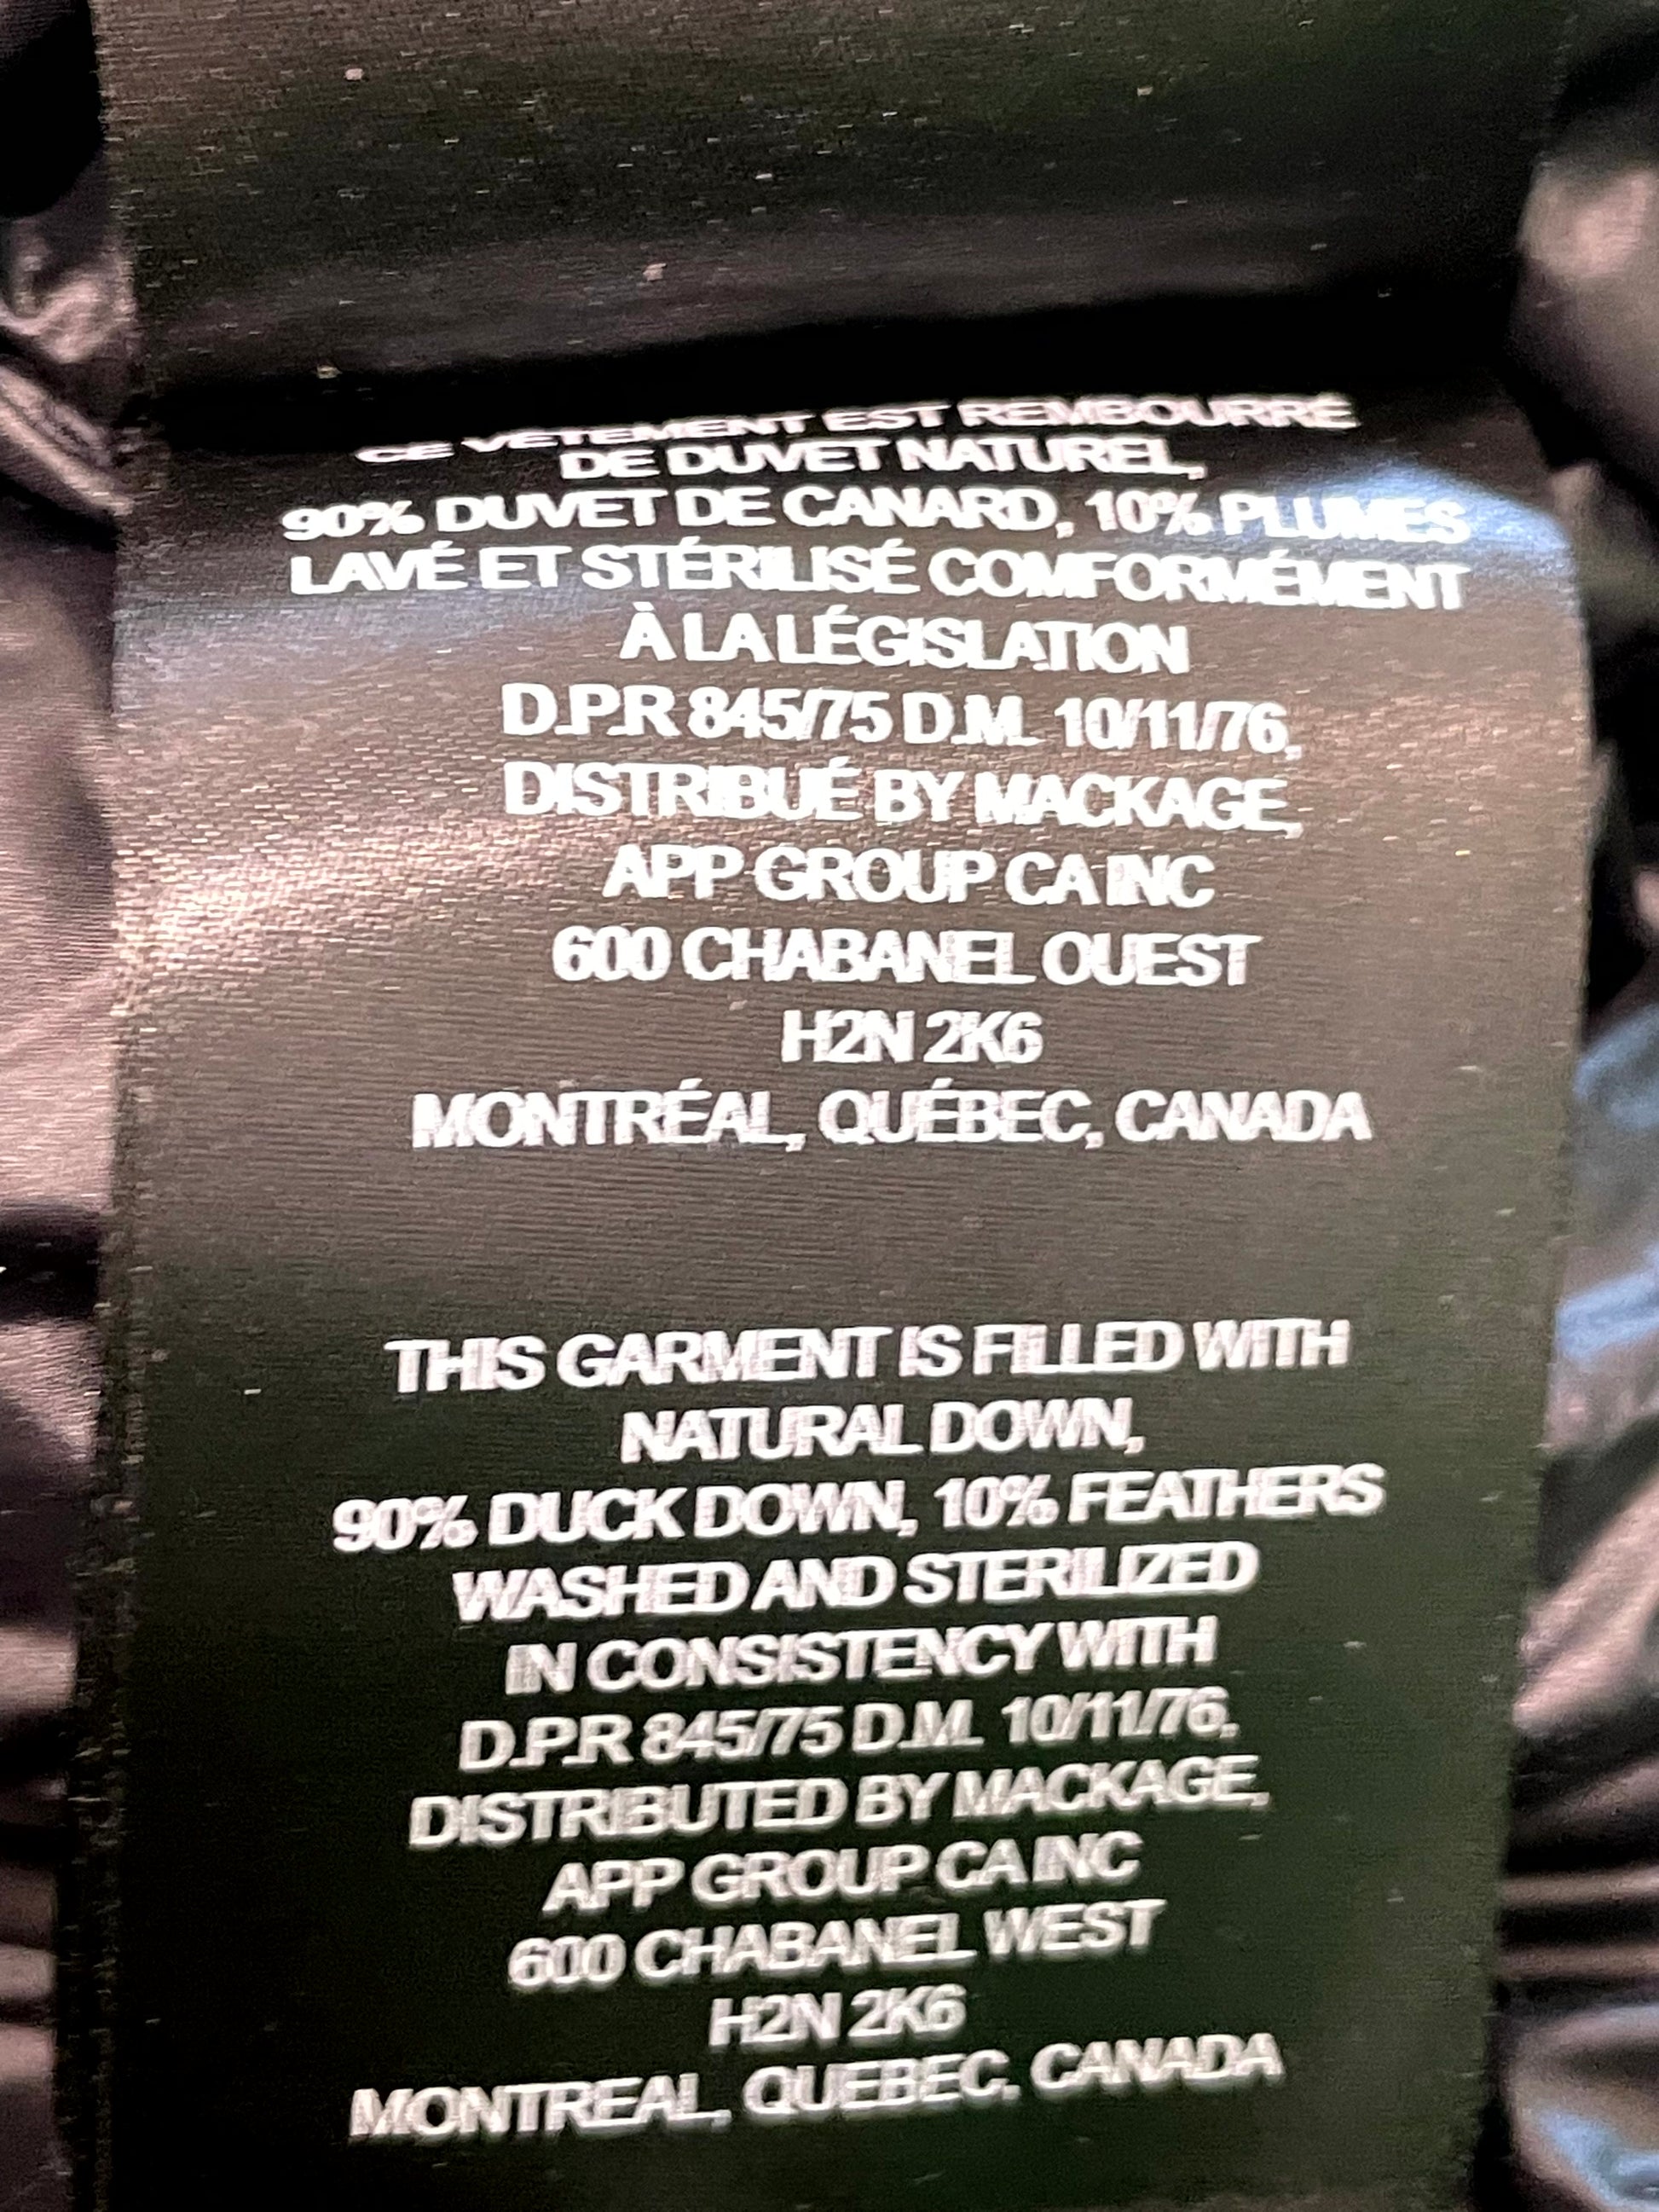 CE VÊTEMENT EST REMBOURRÉ
DE DUVET NATUREL,
90% DUVET DE CANARD, 10% PLUMES
LAVÉ ET STÉRILISÉ COMFORMÉMENT
À LA LÉGISLATION
D.P.R 845/75 D.M. 10/11/76,
DISTRIBUÉ BY MACKAGE,
APP GROUP CA INC
600 CHABANEL OUEST
H2N 2K6
MONTRÉAL, QUÉBEC, CANADA
THIS GARMENT IS FILLED WITH
NATURAL DOWN,
90% DUCK DOWN, 10% FEATHERS
WASHED AND STERILIZED
IN CONSISTENCY WITH
D.P.R 845/75 D.M. 10/11/76,
DISTRIBUTED BY MACKAGE,
APP GROUP CA INC
600 CHABANEL WEST
H2N 2K6
MONTREAL, QUEBEC, CANADA